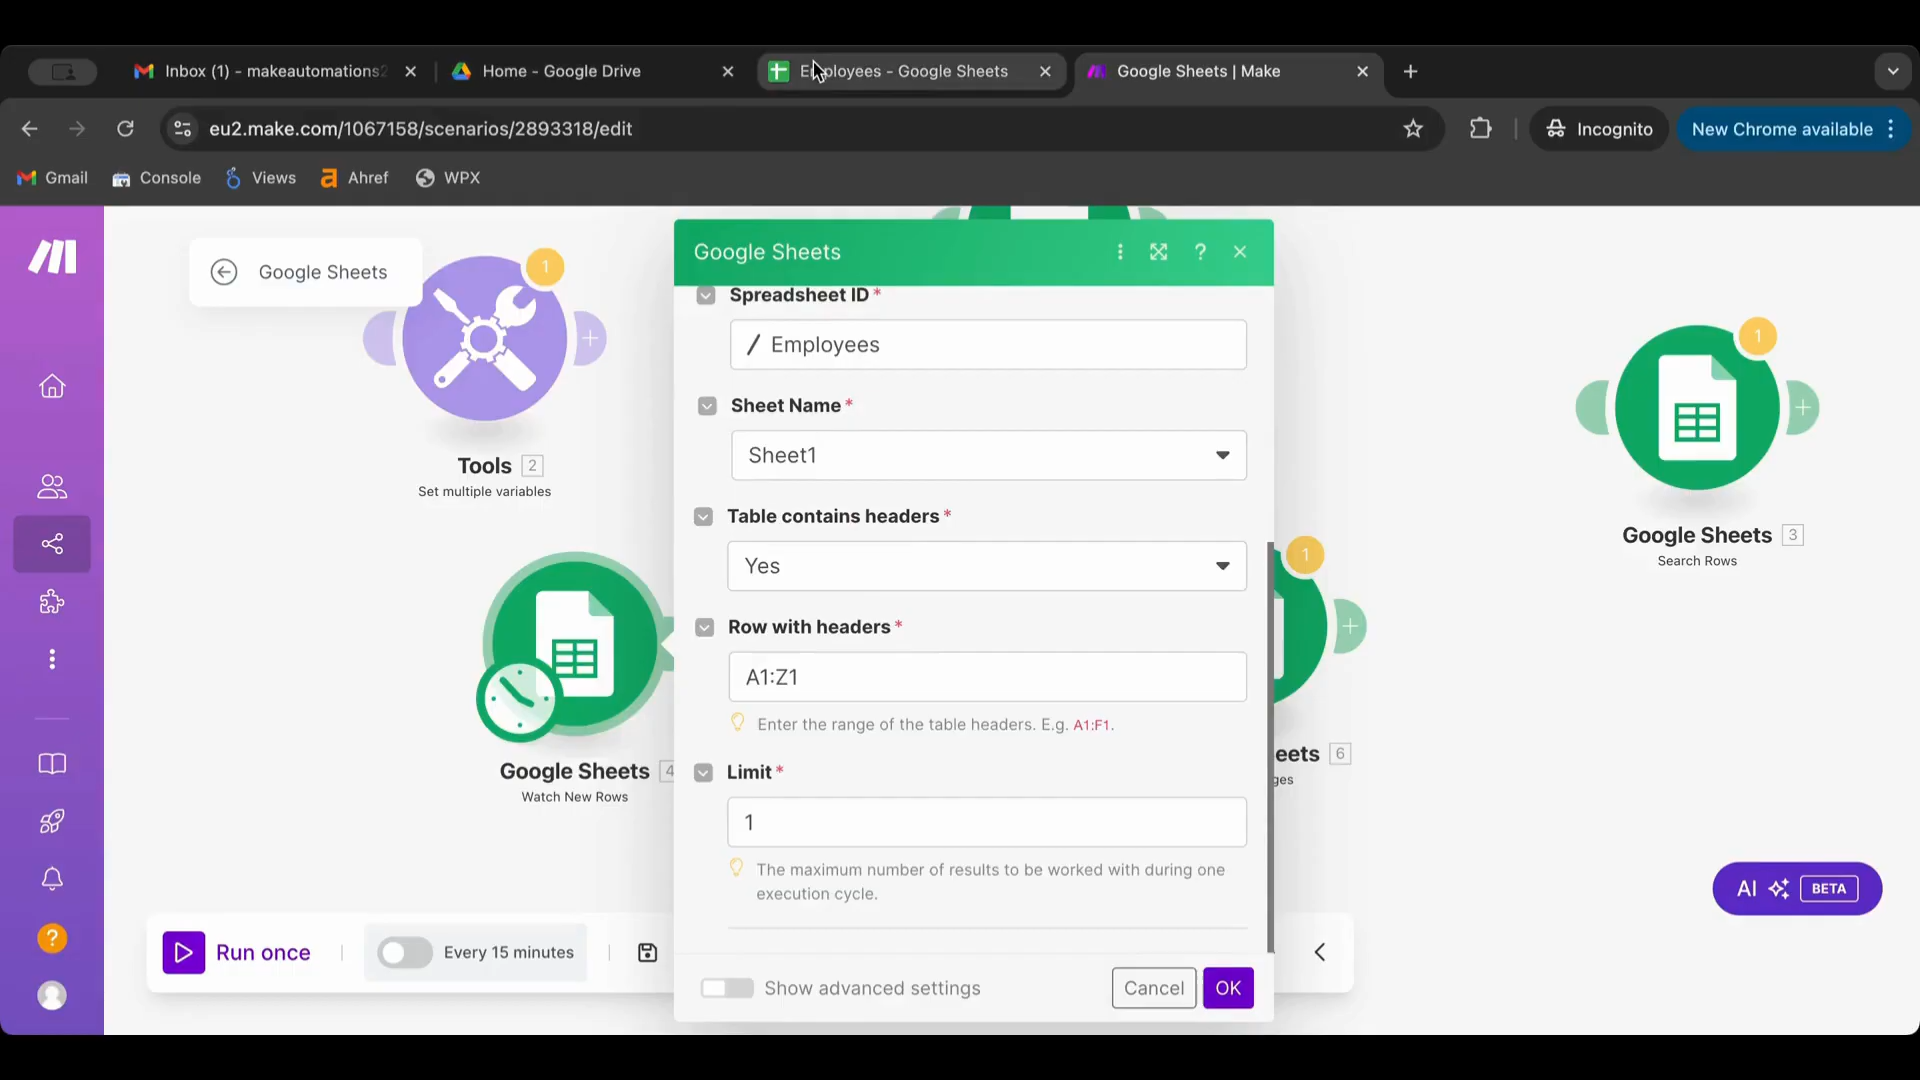 Inbox (1) - makeautomations2
Home - Google Drive
Employees - Google Sheets
Google Sheets | Make
eu2.make.com/1067158/scenarios/2893318/edit
Incognito
New Chrome available
Gmail
Console
Views
Ahref
WPX
Google Sheets
1
Tools 2
Set multiple variables
Google Sheets 4
Watch New Rows
Google Sheets
?
Spreadsheet ID *
/ Employees
Sheet Name *
Sheet1
Table contains headers *
Yes
Row with headers *
A1:Z1
Enter the range of the table headers. E.g. A1:F1.
Limit *
1
The maximum number of results to be worked with during one
execution cycle.
Show advanced settings
Cancel
OK
1
Google Sheets 3
Search Rows
1
eets 6
ges
AI BETA
Run once
Every 15 minutes
?